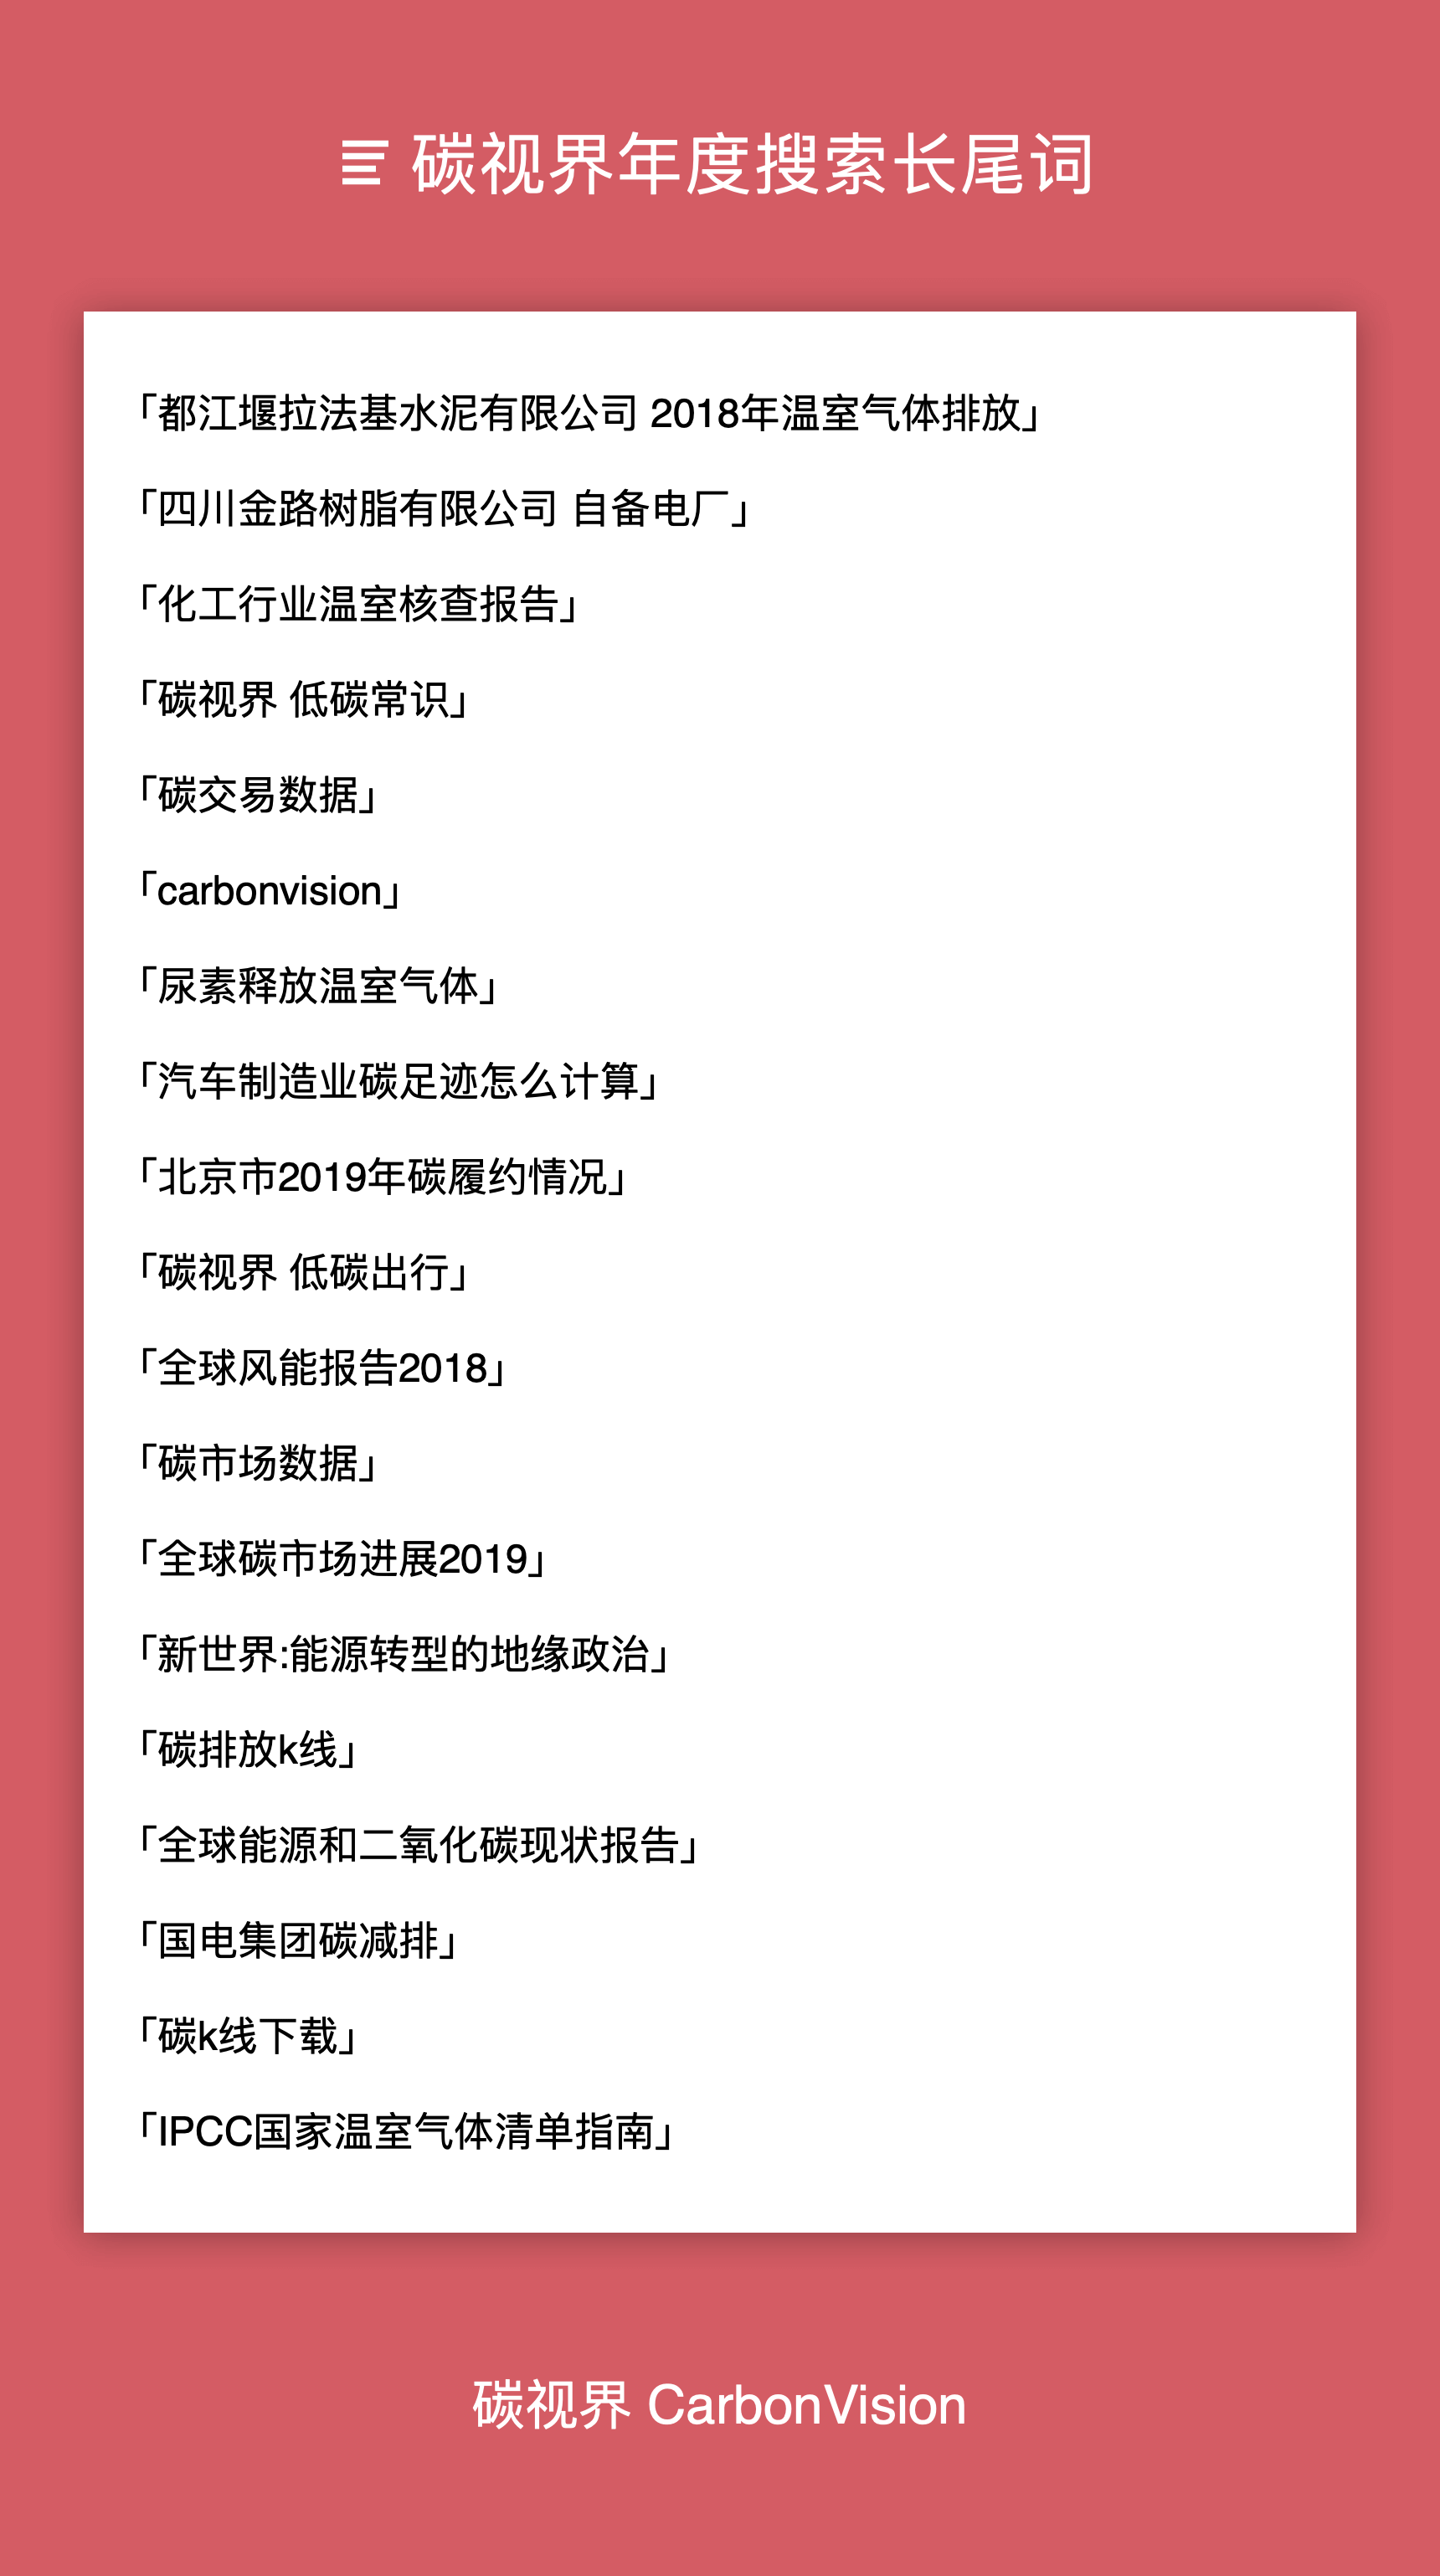 碳视界年度搜索长尾词
「都江堰拉法基水泥有限公司 2018年温室气体排放」
「四川金路树脂有限公司 自备电厂」
「化工行业温室核查报告」
「碳视界 低碳常识」
「碳交易数据」
「carbonvision」
「尿素释放温室气体」
「汽车制造业碳足迹怎么计算」
「北京市2019年碳履约情况」
「碳视界 低碳出行」
「全球风能报告2018」
「碳市场数据」
「全球碳市场进展2019」
「新世界:能源转型的地缘政治」
「碳排放k线」
「全球能源和二氧化碳现状报告」
「国电集团碳减排」
「碳k线下载」
「IPCC国家温室气体清单指南」
碳视界 CarbonVision